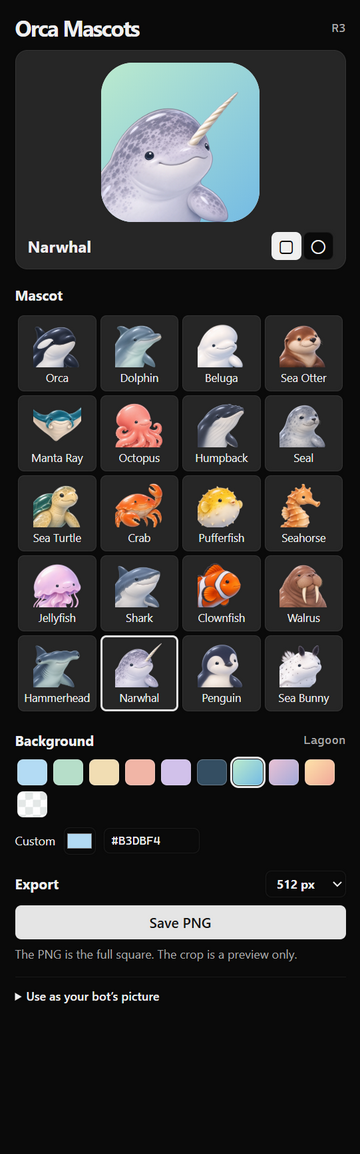 Orca Mascots
R3
Narwhal
Mascot
Orca
Dolphin
Beluga
Sea Otter
Manta Ray
Octopus
Humpback
Seal
Sea Turtle
Crab
Pufferfish
Seahorse
Jellyfish
Shark
Clownfish
Walrus
Hammerhead
Narwhal
Penguin
Sea Bunny
Background
Lagoon
Custom
#B3DBF4
Export
512 px
Save PNG
The PNG is the full square. The crop is a preview only.
Use as your bot’s picture